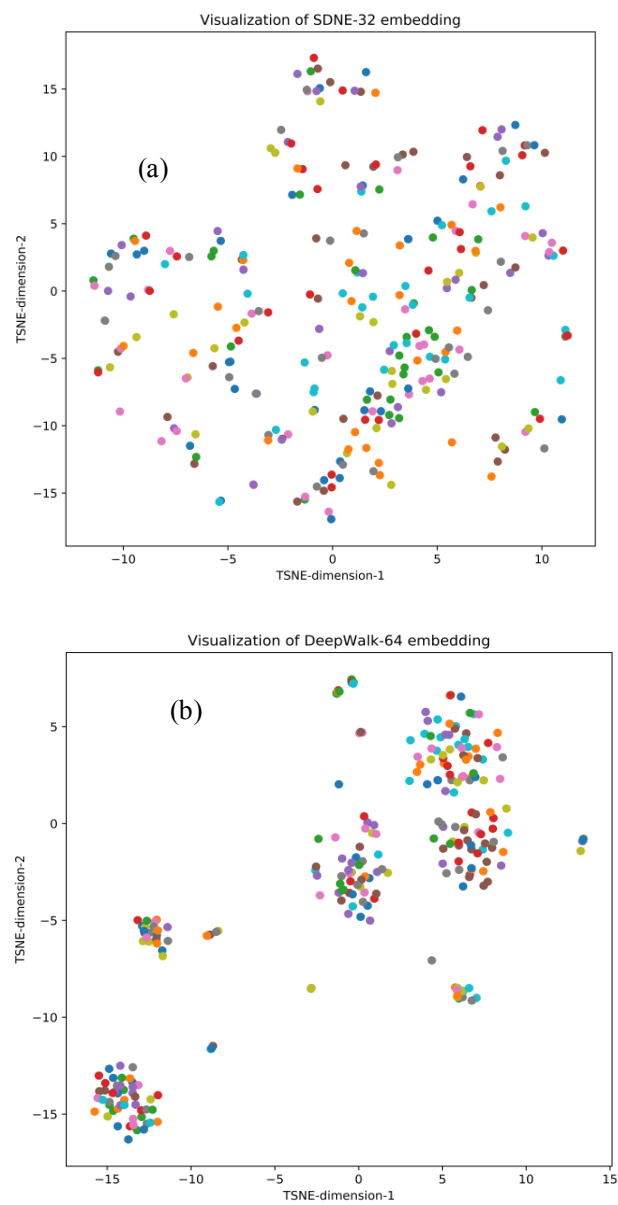 Visualization of SDNE-32 embedding
(a)
15
10
5
0
−5
−10
−15
TSNE-dimension-2
−10 −5 0 5 10
TSNE-dimension-1
Visualization of DeepWalk-64 embedding
(b)
5
0
−5
−10
−15
TSNE-dimension-2
−15 −10 −5 0 5 10 15
TSNE-dimension-1